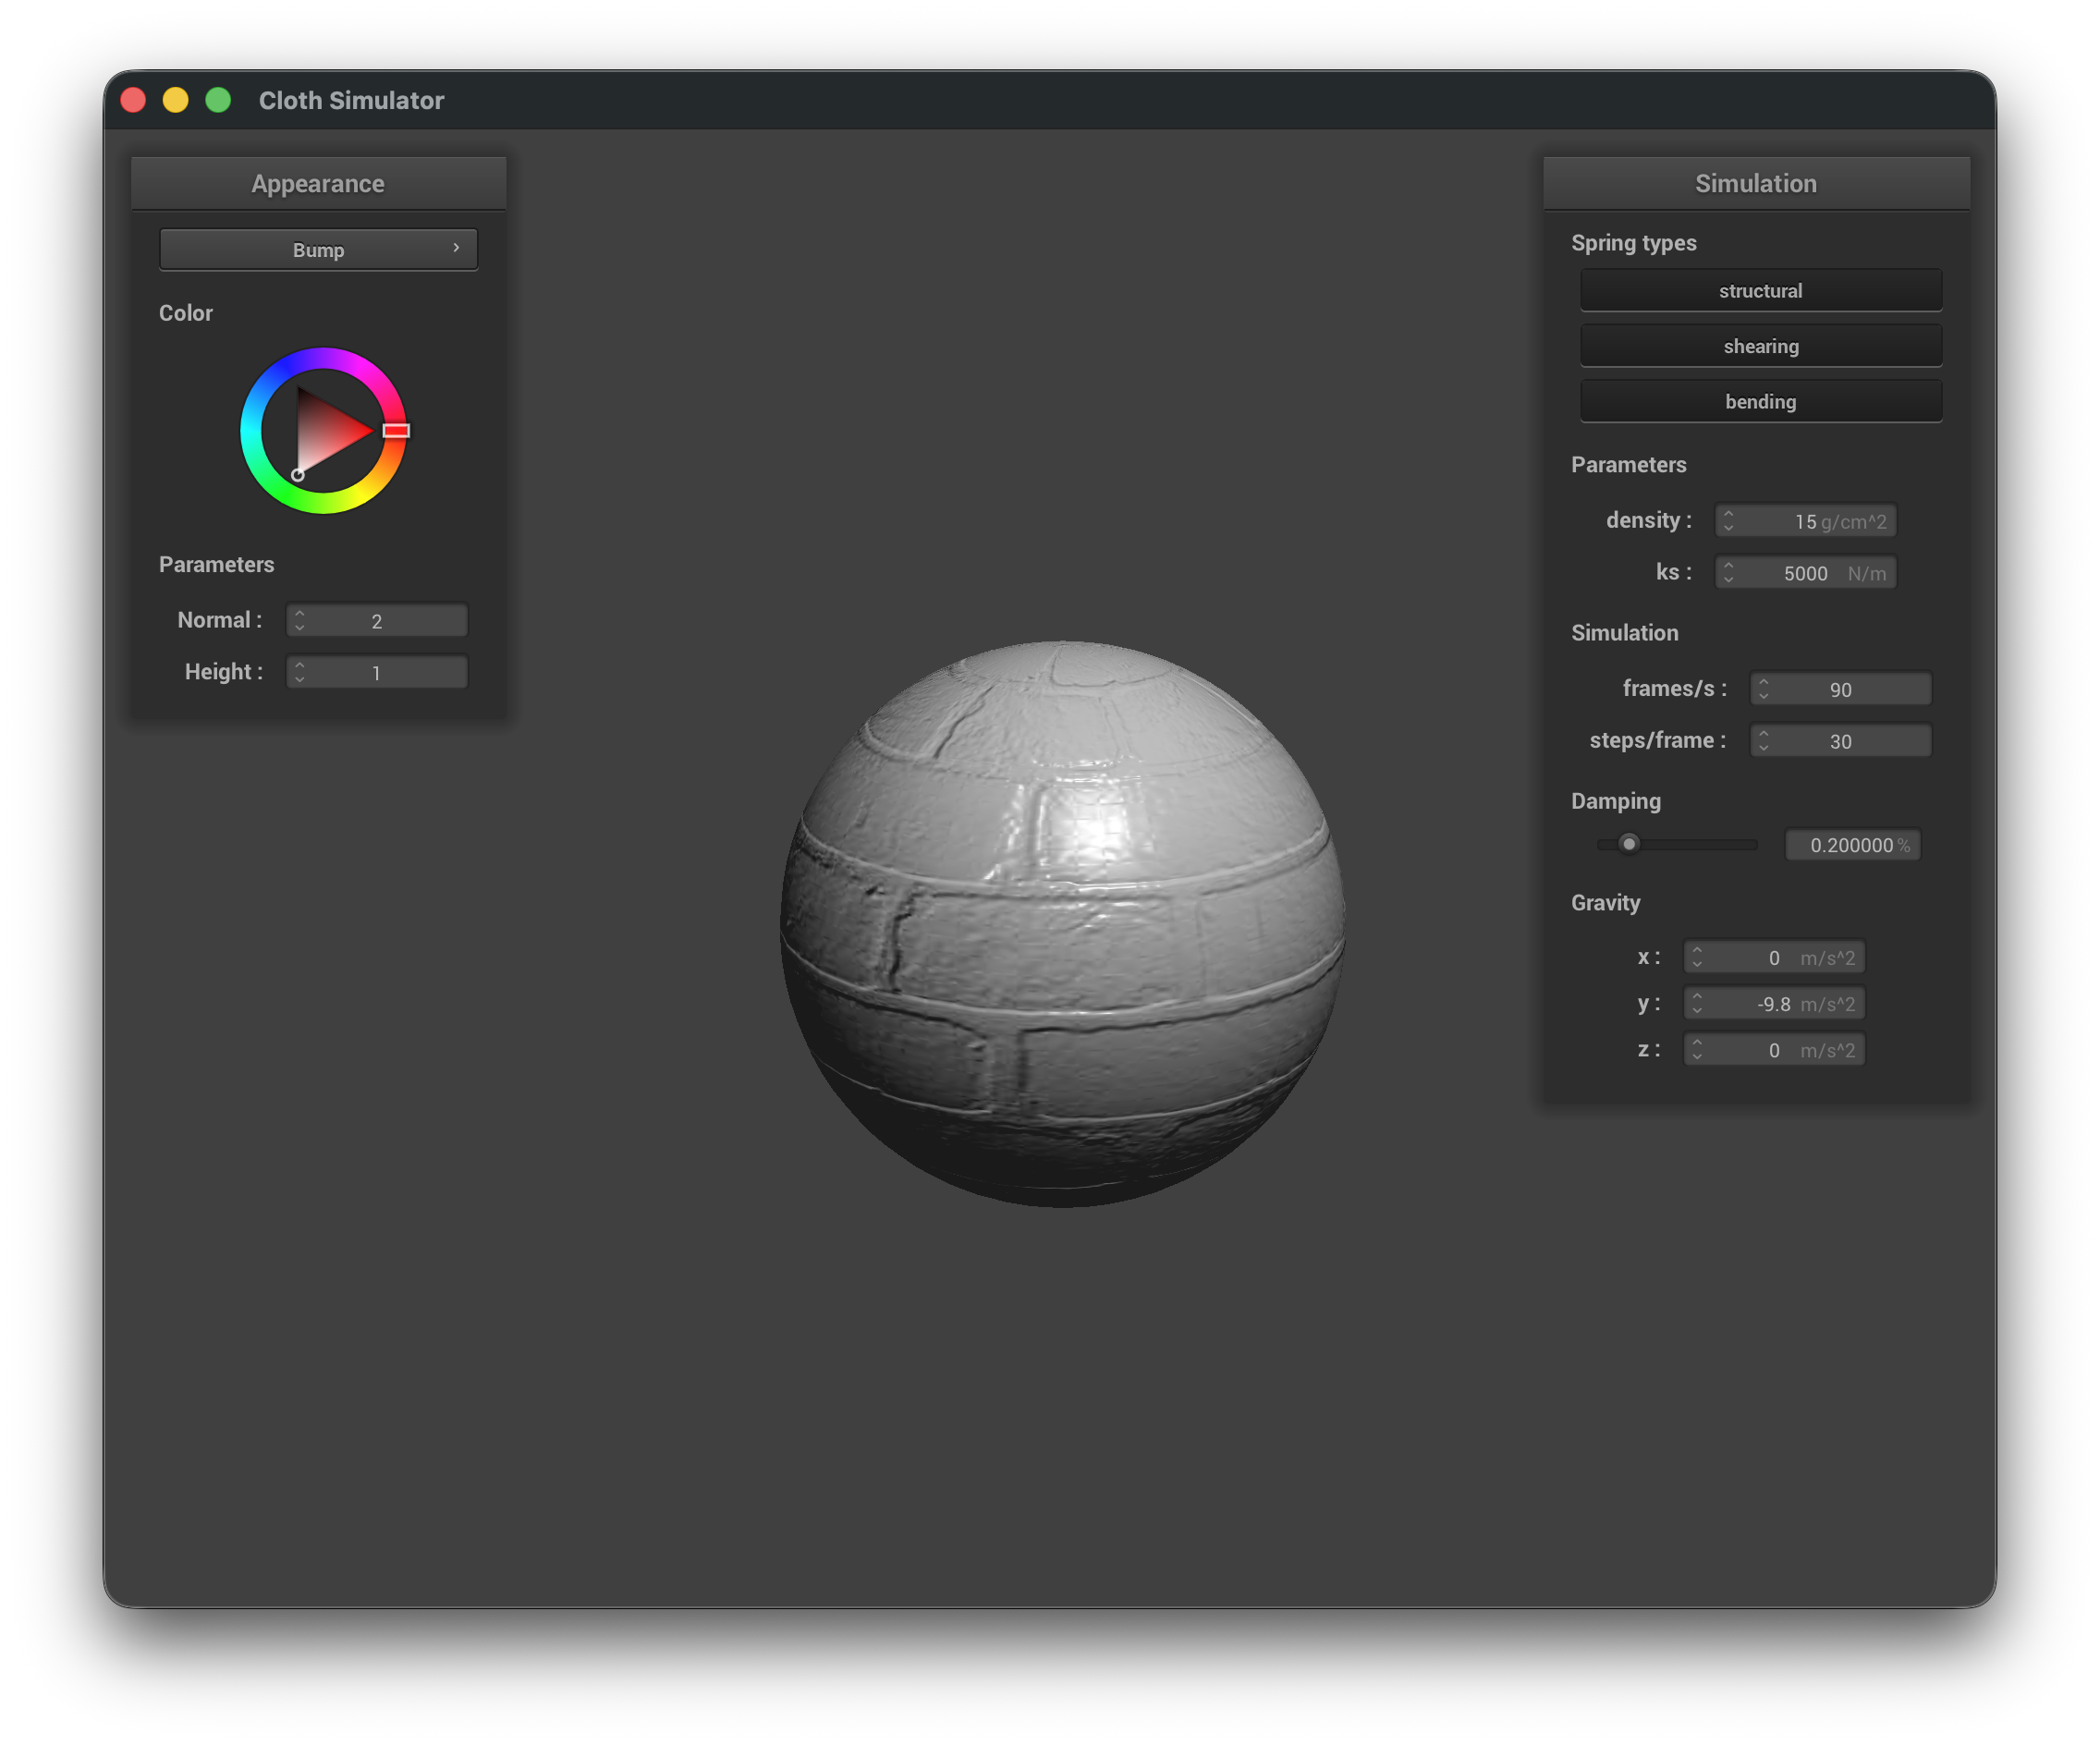 Cloth Simulator
Appearance
Bump
Color
Parameters
Normal : 2
Height : 1
Simulation
Spring types
structural
shearing
bending
Parameters
density : 15 g/cm^2
ks : 5000 N/m
Simulation
frames/s : 90
steps/frame : 30
Damping
0.200000 %
Gravity
x : 0 m/s^2
y : -9.8 m/s^2
z : 0 m/s^2